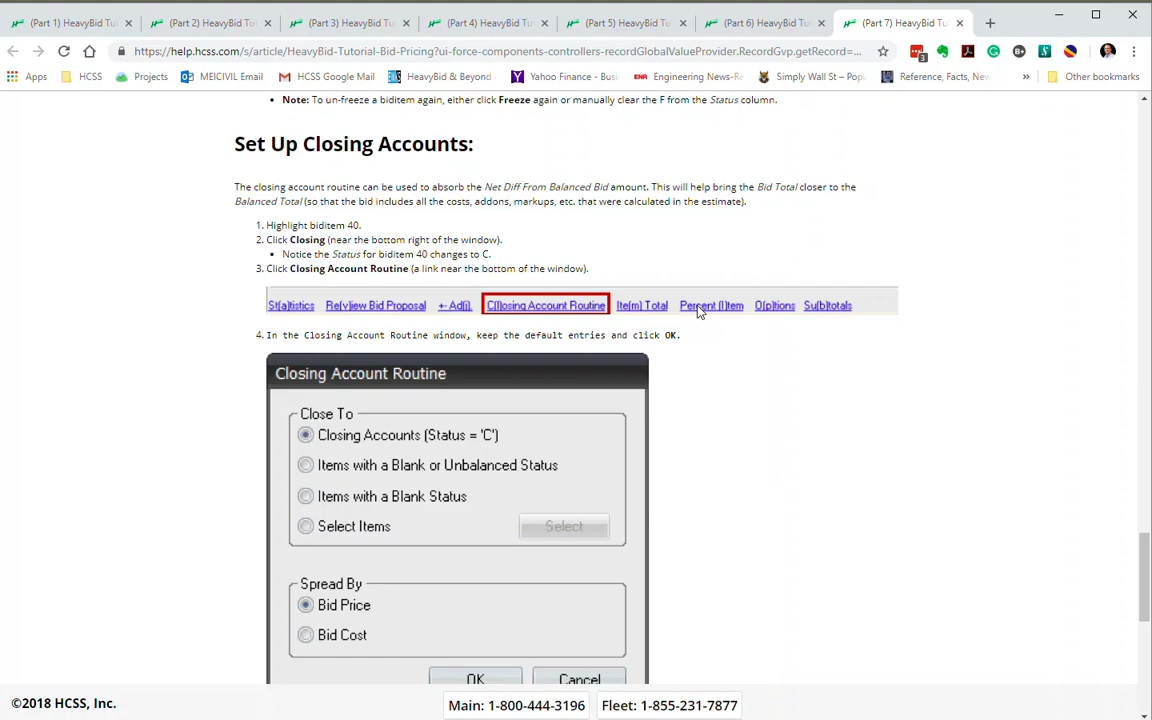 (Part 1) HeavyBid Tu
(Part 2) HeavyBid Tu
(Part 3) HeavyBid Tu
(Part 4) HeavyBid Tu
(Part 5) HeavyBid Tu
(Part 6) HeavyBid Tu
(Part 7) HeavyBid Tu
https://help.hcss.com/s/article/HeavyBid-Tutorial-Bid-Pricing?ui-force-components-controllers-recordGlobalValueProvider.RecordGvp.getRecord=...
3
Apps
HCSS
Projects
MEICIVIL Email
HCSS Google Mail
HeavyBid & Beyond
Yahoo Finance - Busi
ENR
Engineering News-Re
Simply Wall St – Pop
Reference, Facts, Nev
»
Other bookmarks
• Note: To un-freeze a biditem again, either click Freeze again or manually clear the F from the Status column.
Set Up Closing Accounts:
The closing account routine can be used to absorb the Net Diff From Balanced Bid amount. This will help bring the Bid Total closer to the
Balanced Total (so that the bid includes all the costs, addons, markups, etc. that were calculated in the estimate).
1. Highlight biditem 40.
2. Click Closing (near the bottom right of the window).
• Notice the Status for biditem 40 changes to C.
3. Click Closing Account Routine (a link near the bottom of the window).
St(a)tistics Re(v)iew Bid Proposal +- Ad(j). C(l)osing Account Routine Ite(m) Total Percent (I)tem O(p)tions Su(b)totals
4. In the Closing Account Routine window, keep the default entries and click OK.
Closing Account Routine
Close To
Closing Accounts (Status = 'C')
Items with a Blank or Unbalanced Status
Items with a Blank Status
Select Items
Select
Spread By
Bid Price
Bid Cost
OK
Cancel
©2018 HCSS, Inc.
Main: 1-800-444-3196
Fleet: 1-855-231-7877